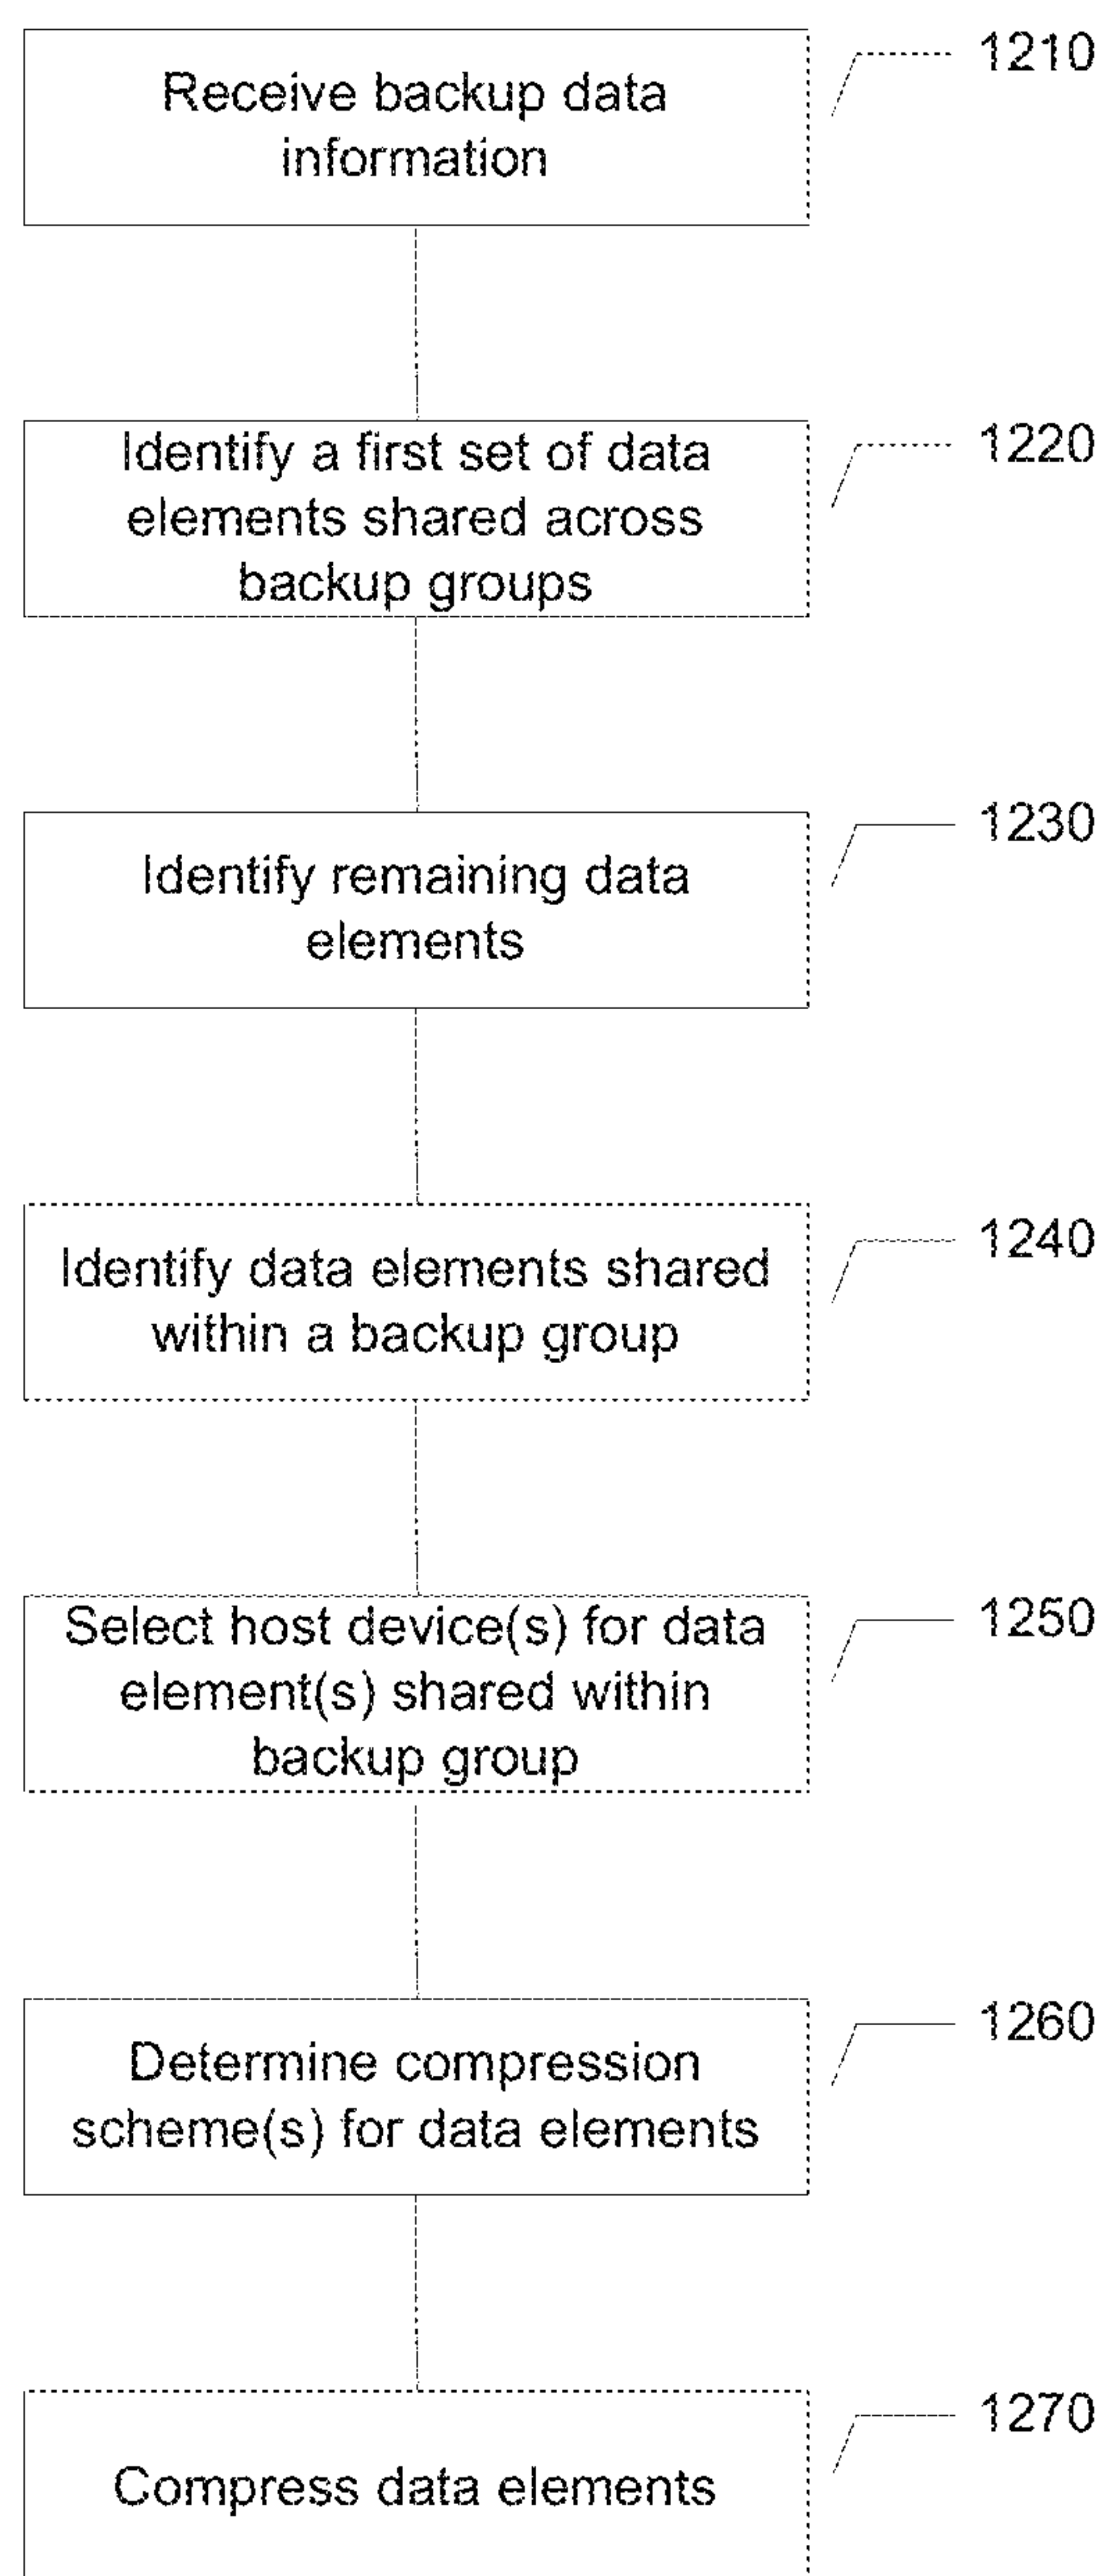 Receive backup data
information
1210
Identify a first set of data
elements shared across
backup groups
1220
Identify remaining data
elements
1230
Identify data elements shared
within a backup group
1240
Select host device(s) for data
element(s) shared within
backup group
1250
Determine compression
scheme(s) for data elements
1260
Compress data elements
1270